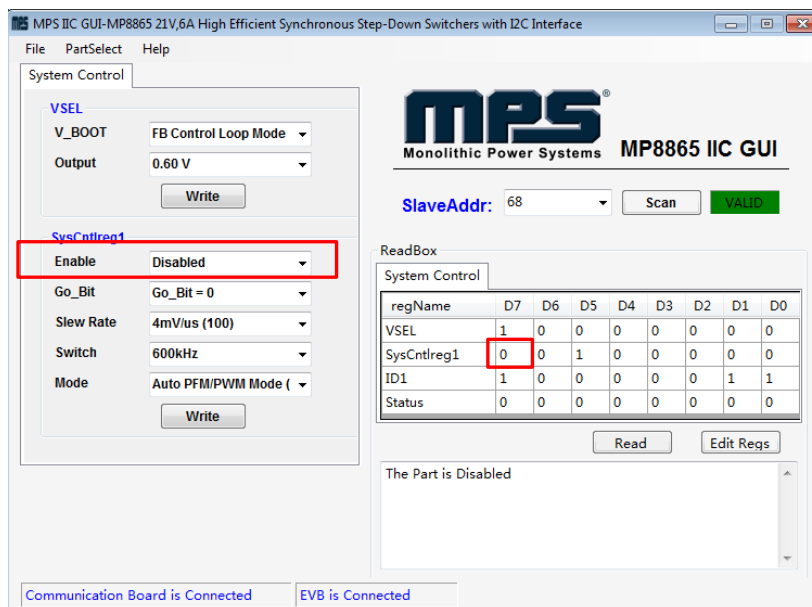 MPS IIC GUI-MP8865 21V,6A High Efficient Synchronous Step-Down Switchers with I2C Interface
File PartSelect Help
System Control
VSEL
V_BOOT FB Control Loop Mode
Output 0.60 V
Write
SysCntlreg1
Enable Disabled
Go_Bit Go_Bit = 0
Slew Rate 4mV/us (100)
Switch 600kHz
Mode Auto PFM/PWM Mode (
Write
mps®
Monolithic Power Systems MP8865 IIC GUI
SlaveAddr: 68 Scan VALID
ReadBox
System Control
regName D7 D6 D5 D4 D3 D2 D1 D0
VSEL 1 0 0 0 0 0 0 0
SysCntlreg1 0 0 1 0 0 0 0 0
ID1 1 0 0 0 0 0 1 1
Status 0 0 0 0 0 0 0 0
Read Edit Regs
The Part is Disabled
Communication Board is Connected EVB is Connected